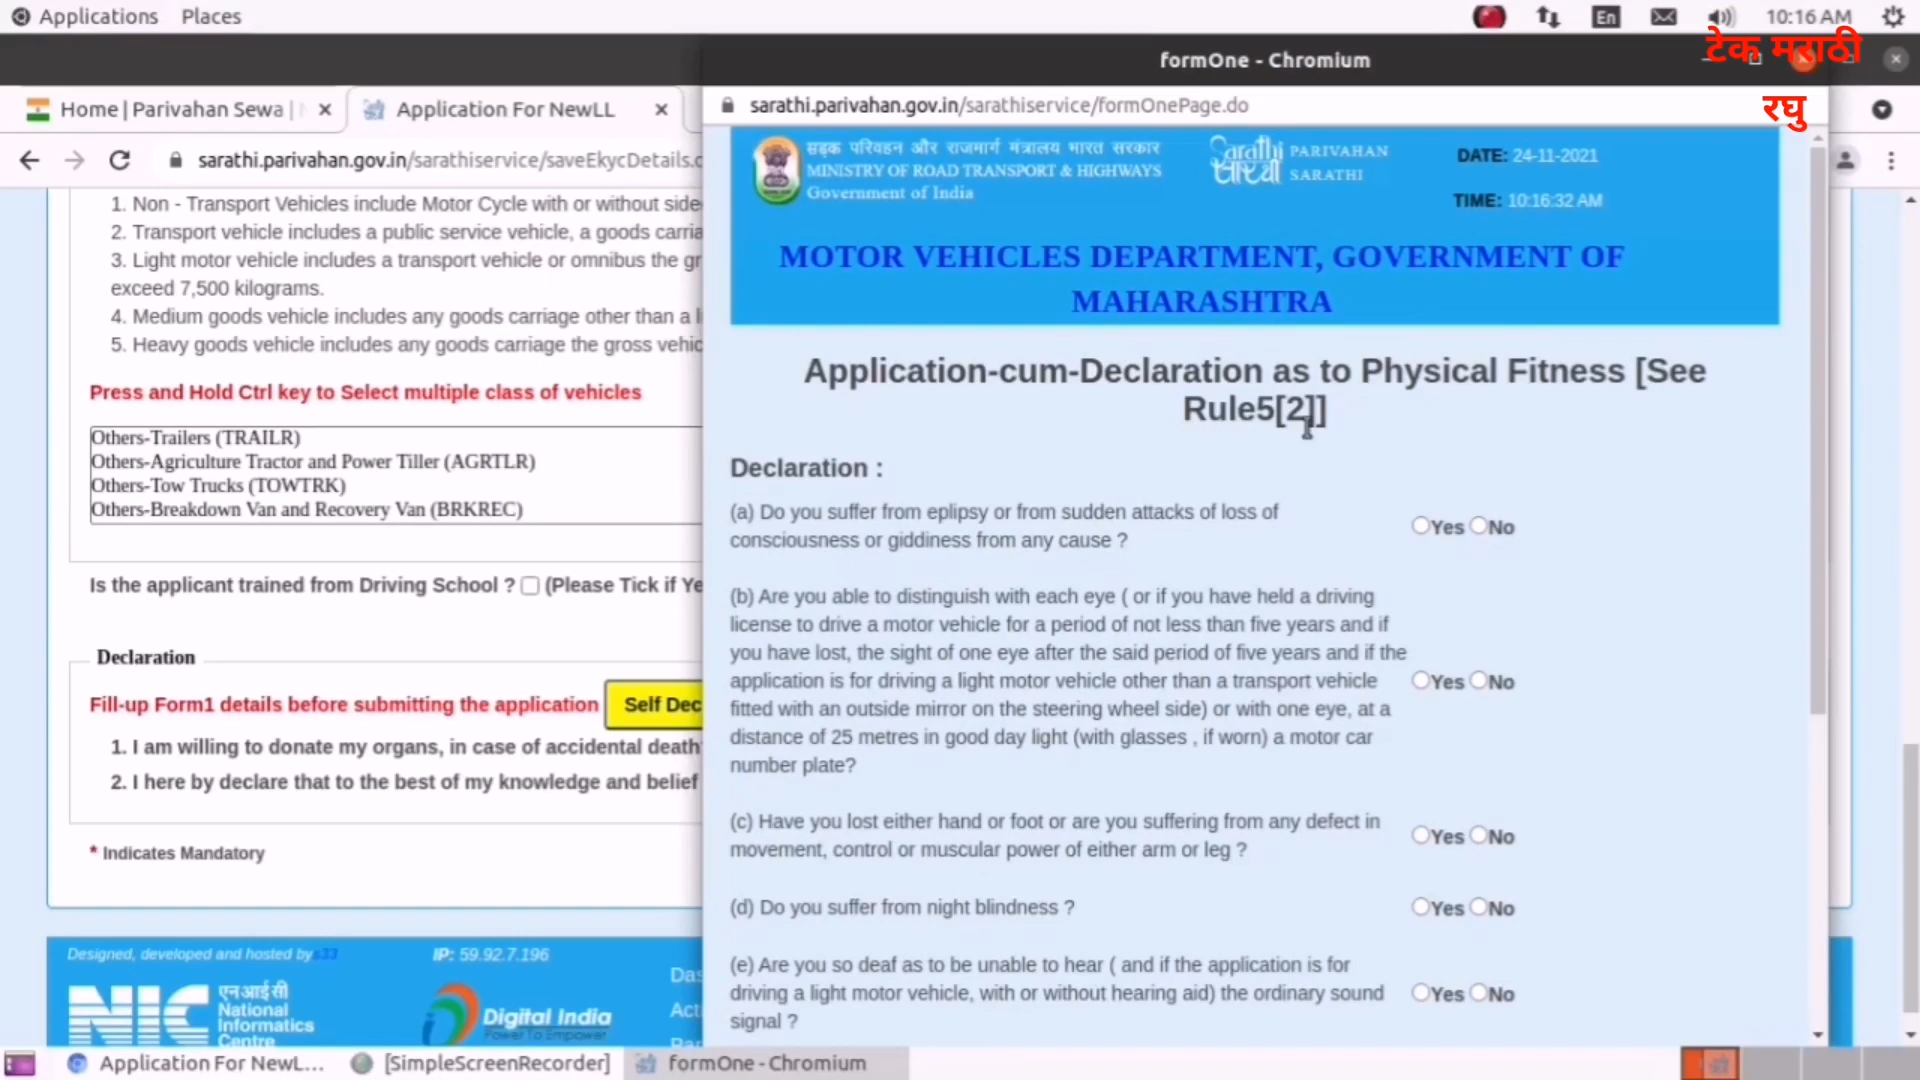 Applications Places
En
10:16 AM
टेक मराठी
रघु
formOne - Chromium
Home | Parivahan Sewa |
Application For NewLL
sarathi.parivahan.gov.in/sarathiservice/saveEkycDetails.
sarathi.parivahan.gov.in/sarathiservice/formOnePage.do
1. Non - Transport Vehicles include Motor Cycle with or without side
2. Transport vehicle includes a public service vehicle, a goods carria
3. Light motor vehicle includes a transport vehicle or omnibus the gr
exceed 7,500 kilograms.
4. Medium goods vehicle includes any goods carriage other than a li
5. Heavy goods vehicle includes any goods carriage the gross vehic
Press and Hold Ctrl key to Select multiple class of vehicles
Others-Trailers (TRAILR)
Others-Agriculture Tractor and Power Tiller (AGRTLR)
Others-Tow Trucks (TOWTRK)
Others-Breakdown Van and Recovery Van (BRKREC)
Is the applicant trained from Driving School ? (Please Tick if Ye
Declaration
Fill-up Form1 details before submitting the application Self Dec
1. I am willing to donate my organs, in case of accidental death
2. I here by declare that to the best of my knowledge and belief
* Indicates Mandatory
Designed, developed and hosted by s33
IP: 59.92.7.196
NIC
एन आई सी
National
Informatics
Centre
Digital India
Power To Empower
Das
Acti
सड़क परिवहन और राजमार्ग मंत्रालय भारत सरकार
MINISTRY OF ROAD TRANSPORT & HIGHWAYS
Government of India
Sarathi
सारथी
PARIVAHAN
SARATHI
DATE: 24-11-2021
TIME: 10:16:32 AM
MOTOR VEHICLES DEPARTMENT, GOVERNMENT OF
MAHARASHTRA
Application-cum-Declaration as to Physical Fitness [See
Rule5[2]]
Declaration :
(a) Do you suffer from eplipsy or from sudden attacks of loss of
consciousness or giddiness from any cause ?
Yes No
(b) Are you able to distinguish with each eye ( or if you have held a driving
license to drive a motor vehicle for a period of not less than five years and if
you have lost, the sight of one eye after the said period of five years and if the
application is for driving a light motor vehicle other than a transport vehicle
fitted with an outside mirror on the steering wheel side) or with one eye, at a
distance of 25 metres in good day light (with glasses , if worn) a motor car
number plate?
Yes No
(c) Have you lost either hand or foot or are you suffering from any defect in
movement, control or muscular power of either arm or leg ?
Yes No
(d) Do you suffer from night blindness ?
Yes No
(e) Are you so deaf as to be unable to hear ( and if the application is for
driving a light motor vehicle, with or without hearing aid) the ordinary sound
signal ?
Yes No
Application For NewL...
[SimpleScreenRecorder]
formOne - Chromium